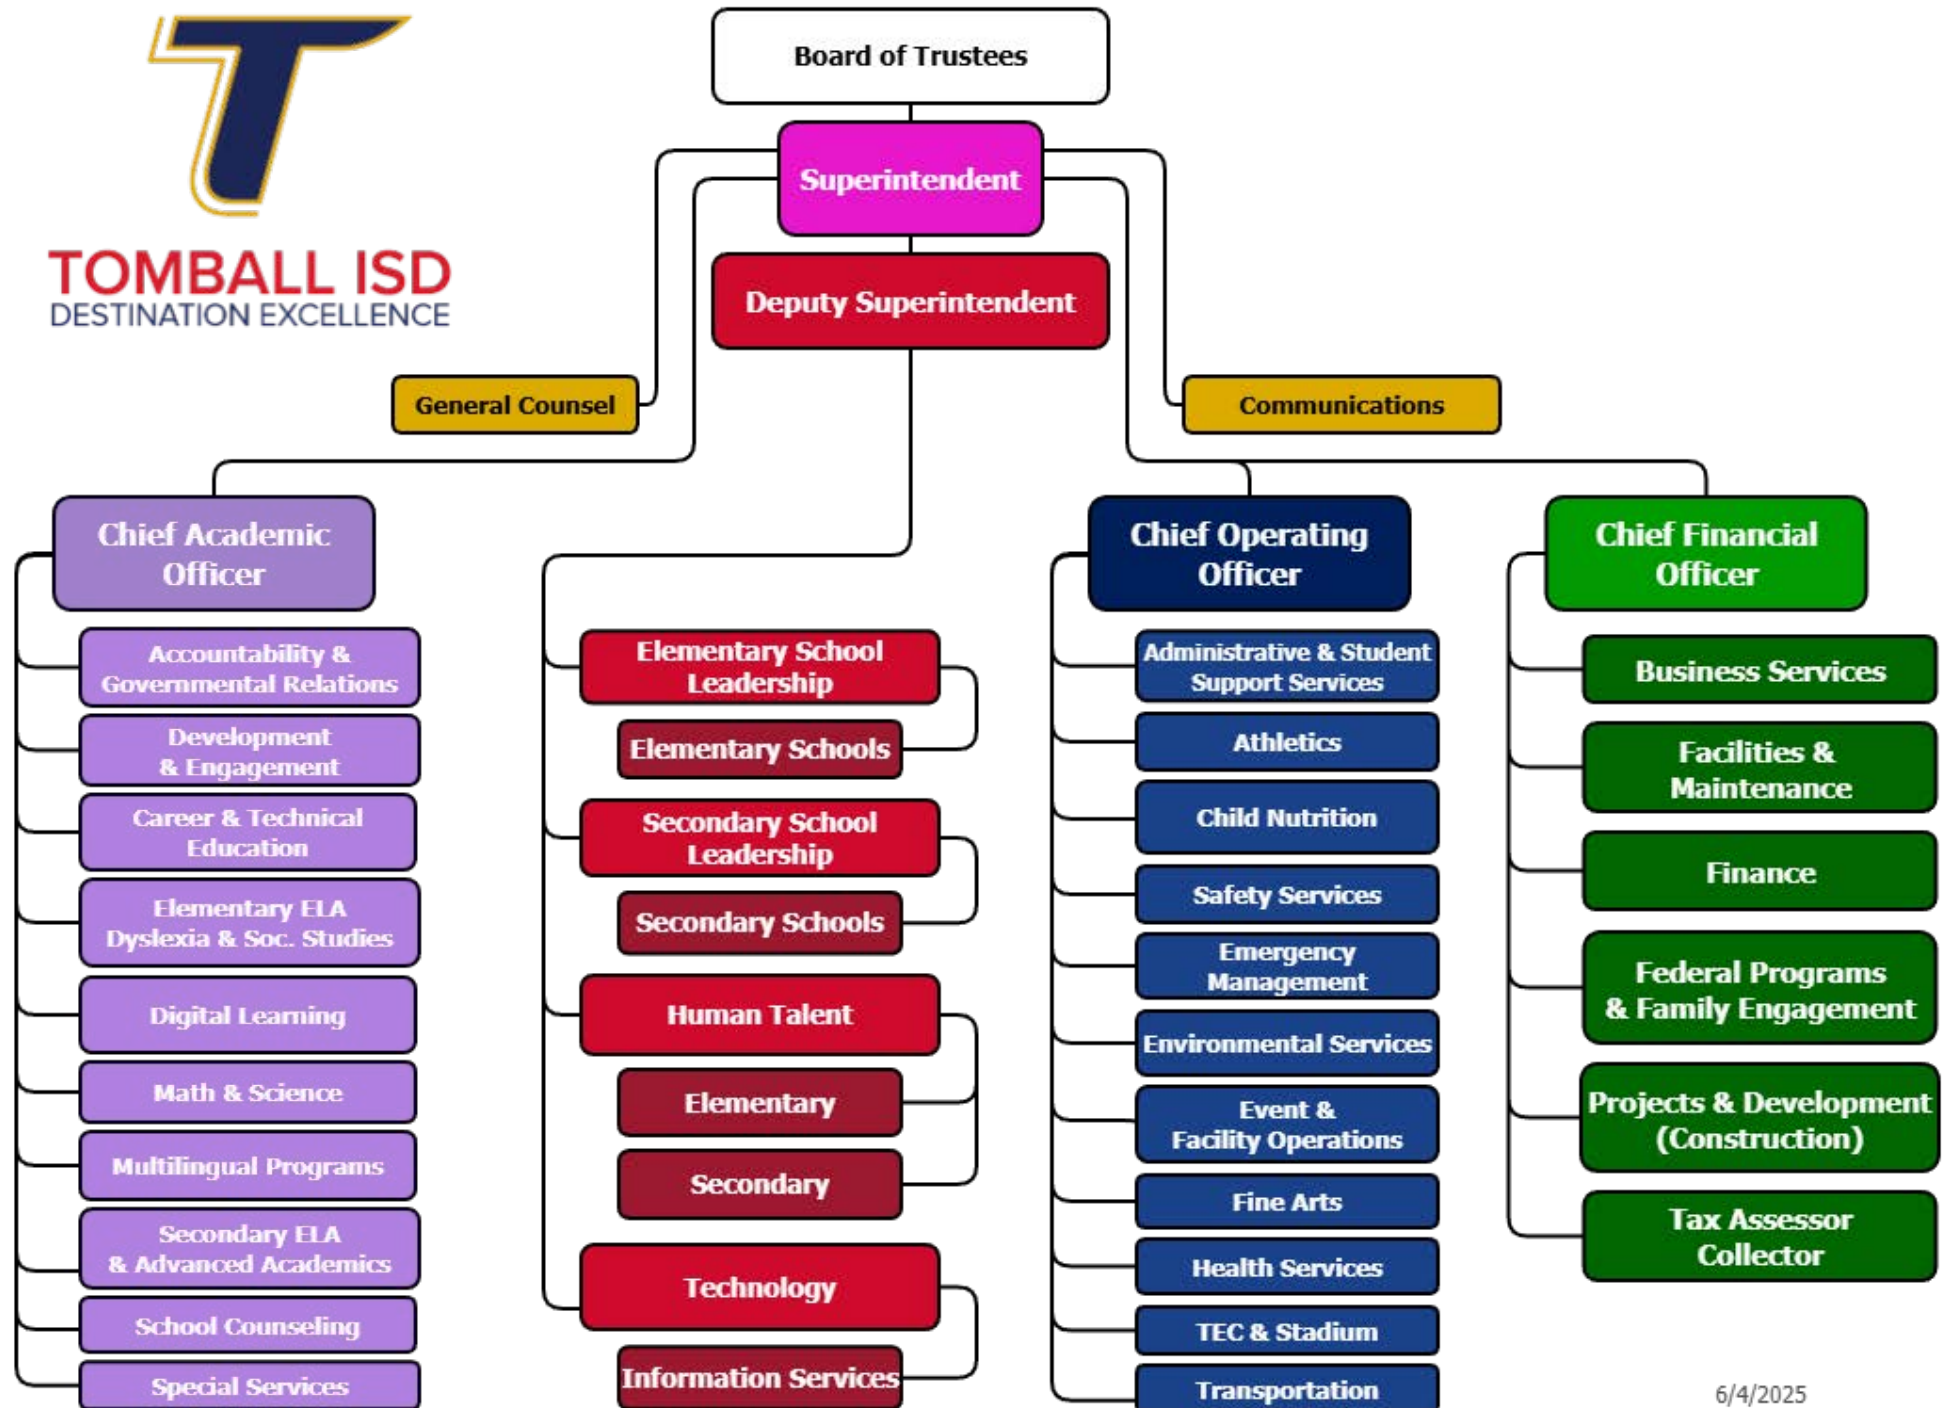 TOMBALL ISD
DESTINATION EXCELLENCE
Board of Trustees
Superintendent
Deputy Superintendent
General Counsel
Communications
Chief Academic
Officer
Accountability &
Governmental Relations
Development
& Engagement
Career & Technical
Education
Elementary ELA
Dyslexia & Soc. Studies
Digital Learning
Math & Science
Multilingual Programs
Secondary ELA
& Advanced Academics
School Counseling
Special Services
Elementary School
Leadership
Elementary Schools
Secondary School
Leadership
Secondary Schools
Human Talent
Elementary
Secondary
Technology
Information Services
Chief Operating
Officer
Administrative & Student
Support Services
Athletics
Child Nutrition
Safety Services
Emergency
Management
Environmental Services
Event &
Facility Operations
Fine Arts
Health Services
TEC & Stadium
Transportation
Chief Financial
Officer
Business Services
Facilities &
Maintenance
Finance
Federal Programs
& Family Engagement
Projects & Development
(Construction)
Tax Assessor
Collector
6/4/2025